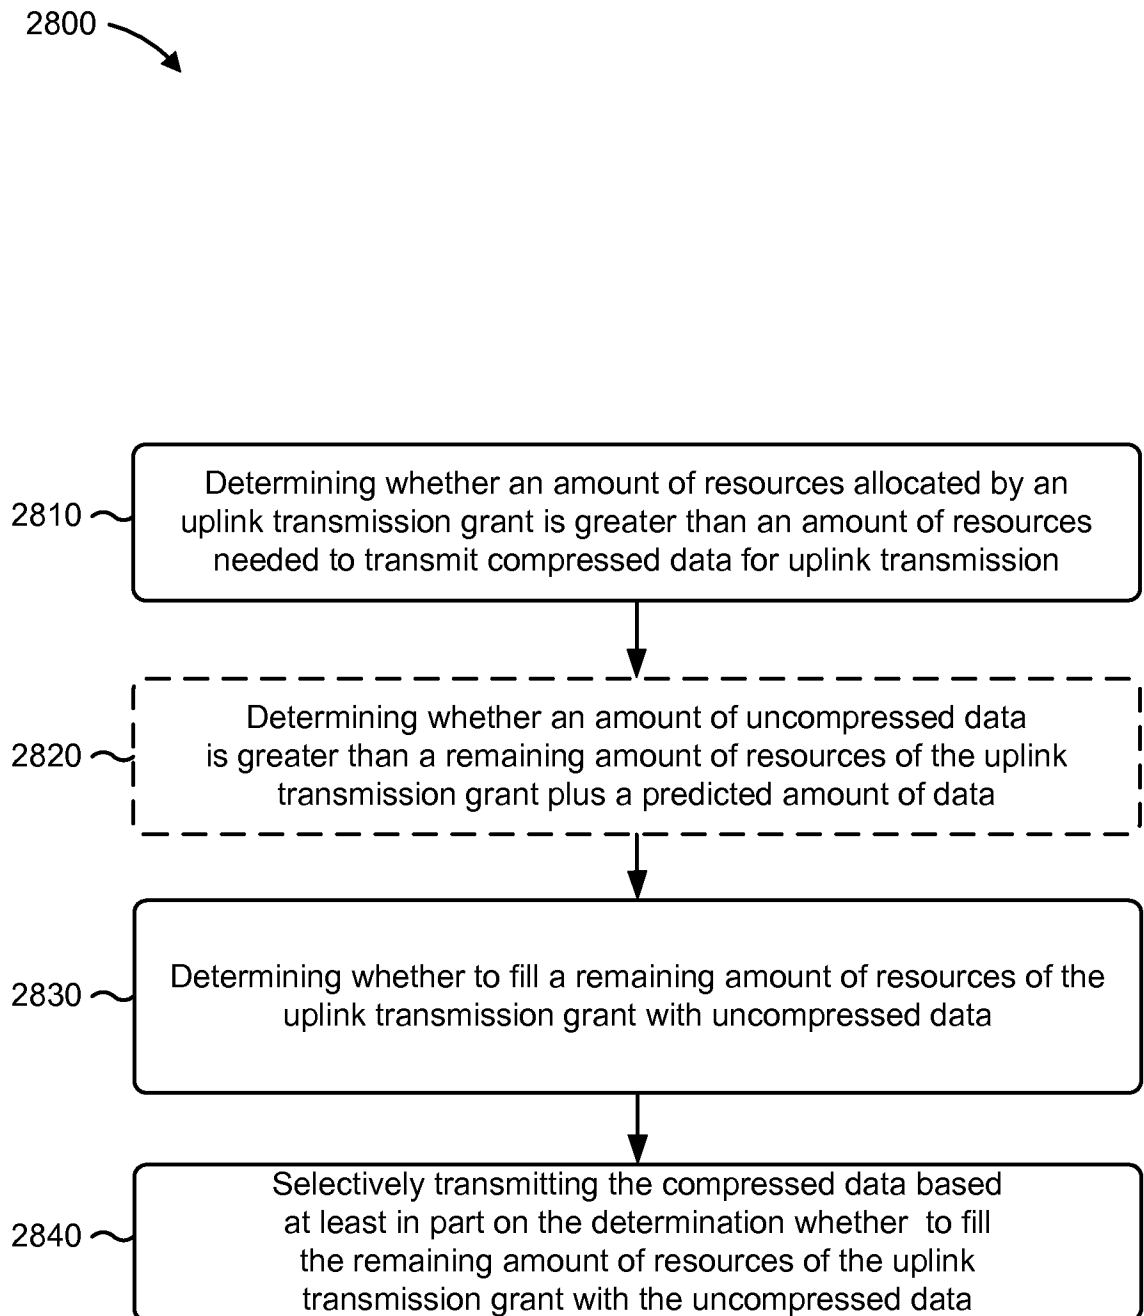 2800
Determining whether an amount of resources allocated by an
uplink transmission grant is greater than an amount of resources
needed to transmit compressed data for uplink transmission
2810
Determining whether an amount of uncompressed data
is greater than a remaining amount of resources of the uplink
transmission grant plus a predicted amount of data
2820
Determining whether to fill a remaining amount of resources of the
uplink transmission grant with uncompressed data
2830
Selectively transmitting the compressed data based
at least in part on the determination whether to fill
the remaining amount of resources of the uplink
transmission grant with the uncompressed data
2840